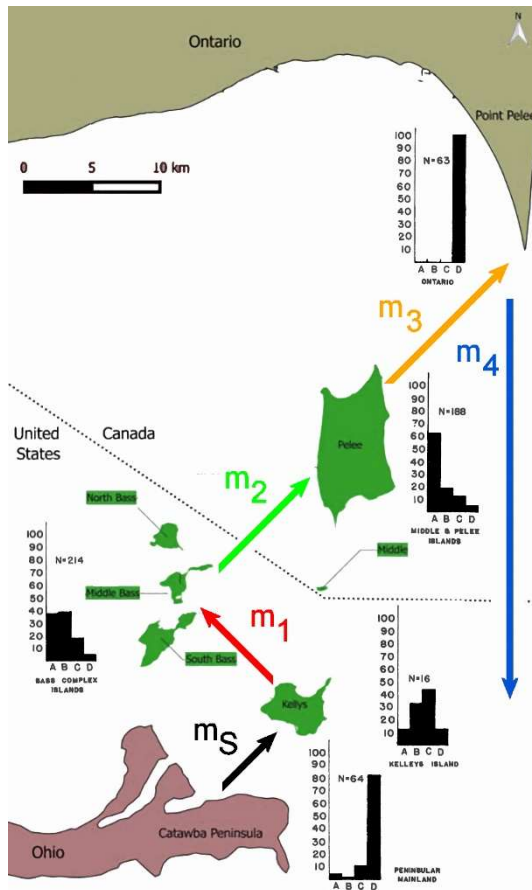 Ontario
N
Point Pelee
0 5 10 km
100
90
80
70
60
50
40
30
20
10
N=63
A B C D
ONTARIO
m3
m4
United
States
Canada
Pelee
100
90
80
70
60
50
40
30
20
10
N=188
A B C D
MIDDLE & PELEE
ISLANDS
m2
North Bass
Middle
Middle Bass
100
90
80
70
60
50
40
30
20
10
N=214
A B C D
BASS COMPLEX
ISLANDS
m1
South Bass
100
90
80
70
60
50
40
30
20
10
N=16
A B C D
KELLEYS ISLAND
Kellys
mS
100
90
80
70
60
50
40
30
20
10
N=64
A B C D
PENINSULAR
MAINLAND
Catawba Peninsula
Ohio